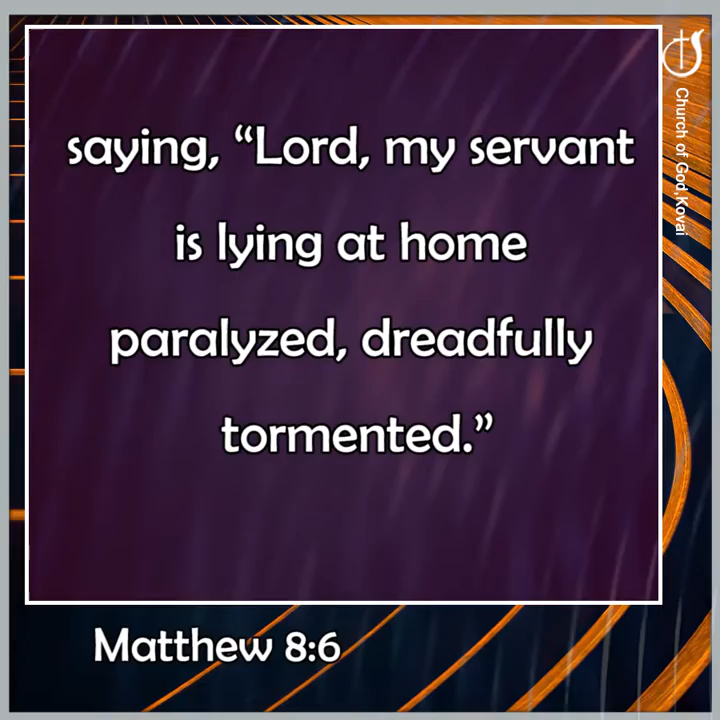 saying, “Lord, my servant
is lying at home
paralyzed, dreadfully
tormented.”
Matthew 8:6
Church of God,Kovai